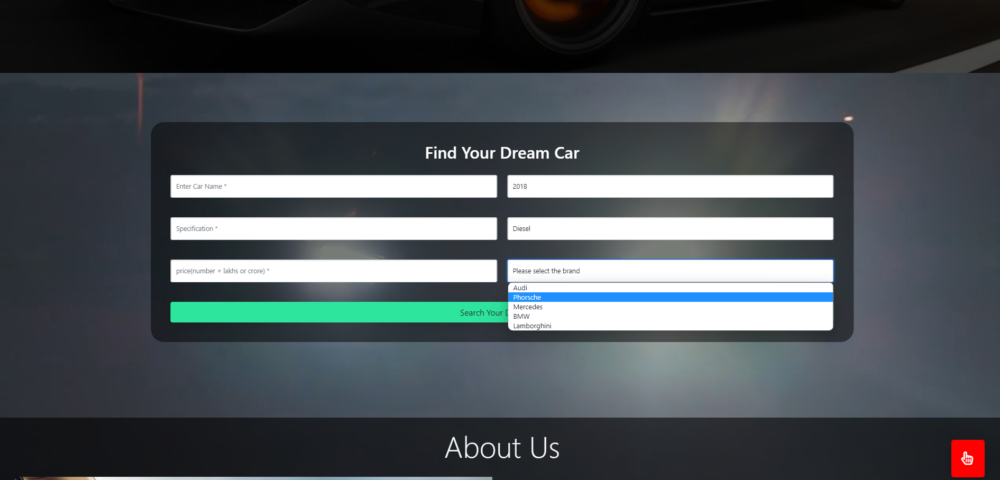 Find Your Dream Car
Enter Car Name *
2018
Specification *
Diesel
price(number + lakhs or crore) *
Please select the brand
Audi
Phorsche
Mercedes
BMW
Lamborghini
Search Your
About Us